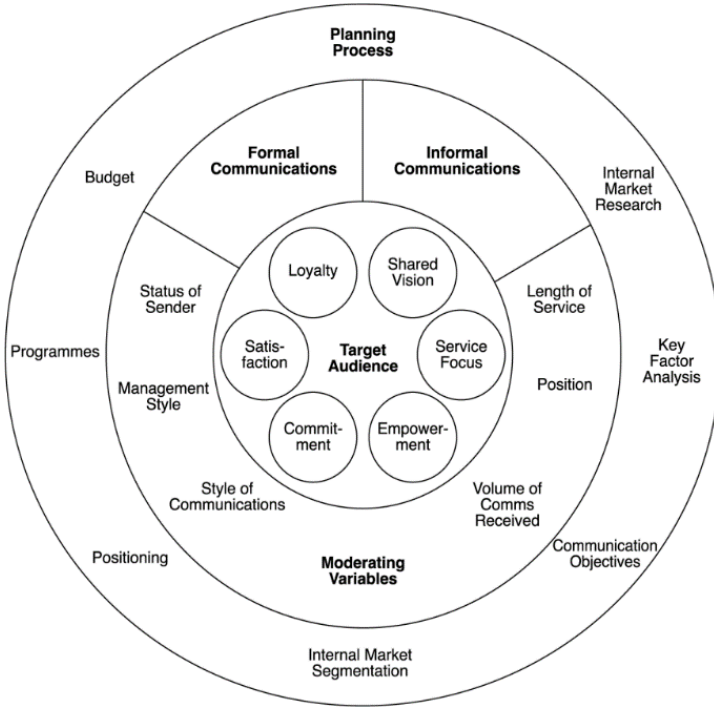 Planning
Process
Formal
Communications
Informal
Communications
Budget
Internal
Market
Research
Loyalty
Shared
Vision
Status of
Sender
Length of
Service
Programmes
Satis-
faction
Target
Audience
Service
Focus
Key
Factor
Analysis
Management
Style
Position
Commit-
ment
Empower-
ment
Style of
Communications
Volume of
Comms
Received
Positioning
Moderating
Variables
Communication
Objectives
Internal Market
Segmentation